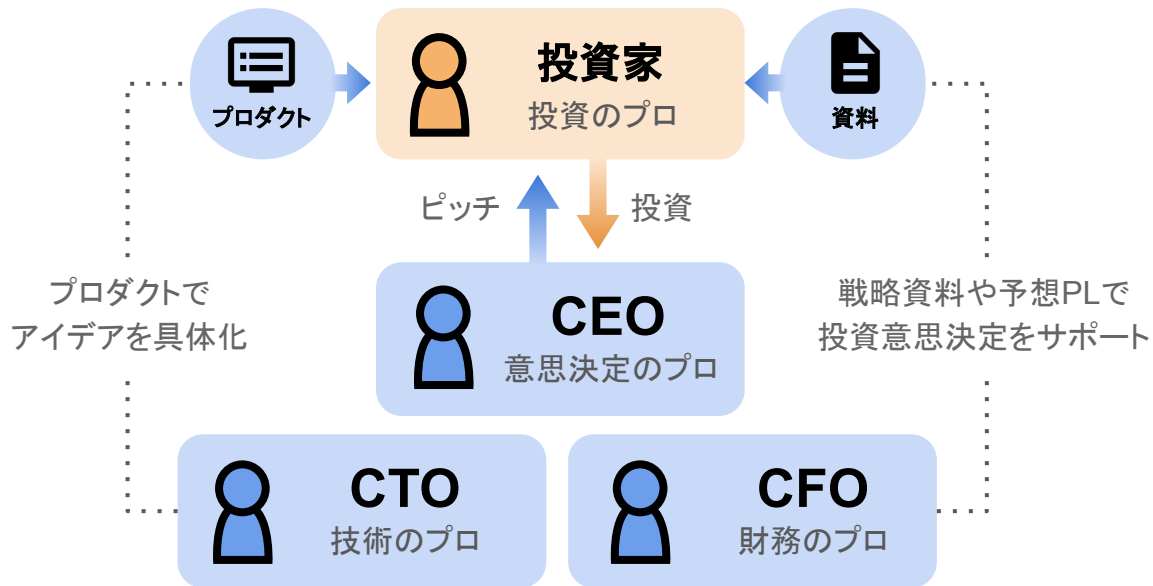 プロダクト
投資家
投資のプロ
資料
ピッチ
投資
プロダクトで
アイデアを具体化
CEO
意思決定のプロ
戦略資料や予想PLで
投資意思決定をサポート
CTO
技術のプロ
CFO
財務のプロ